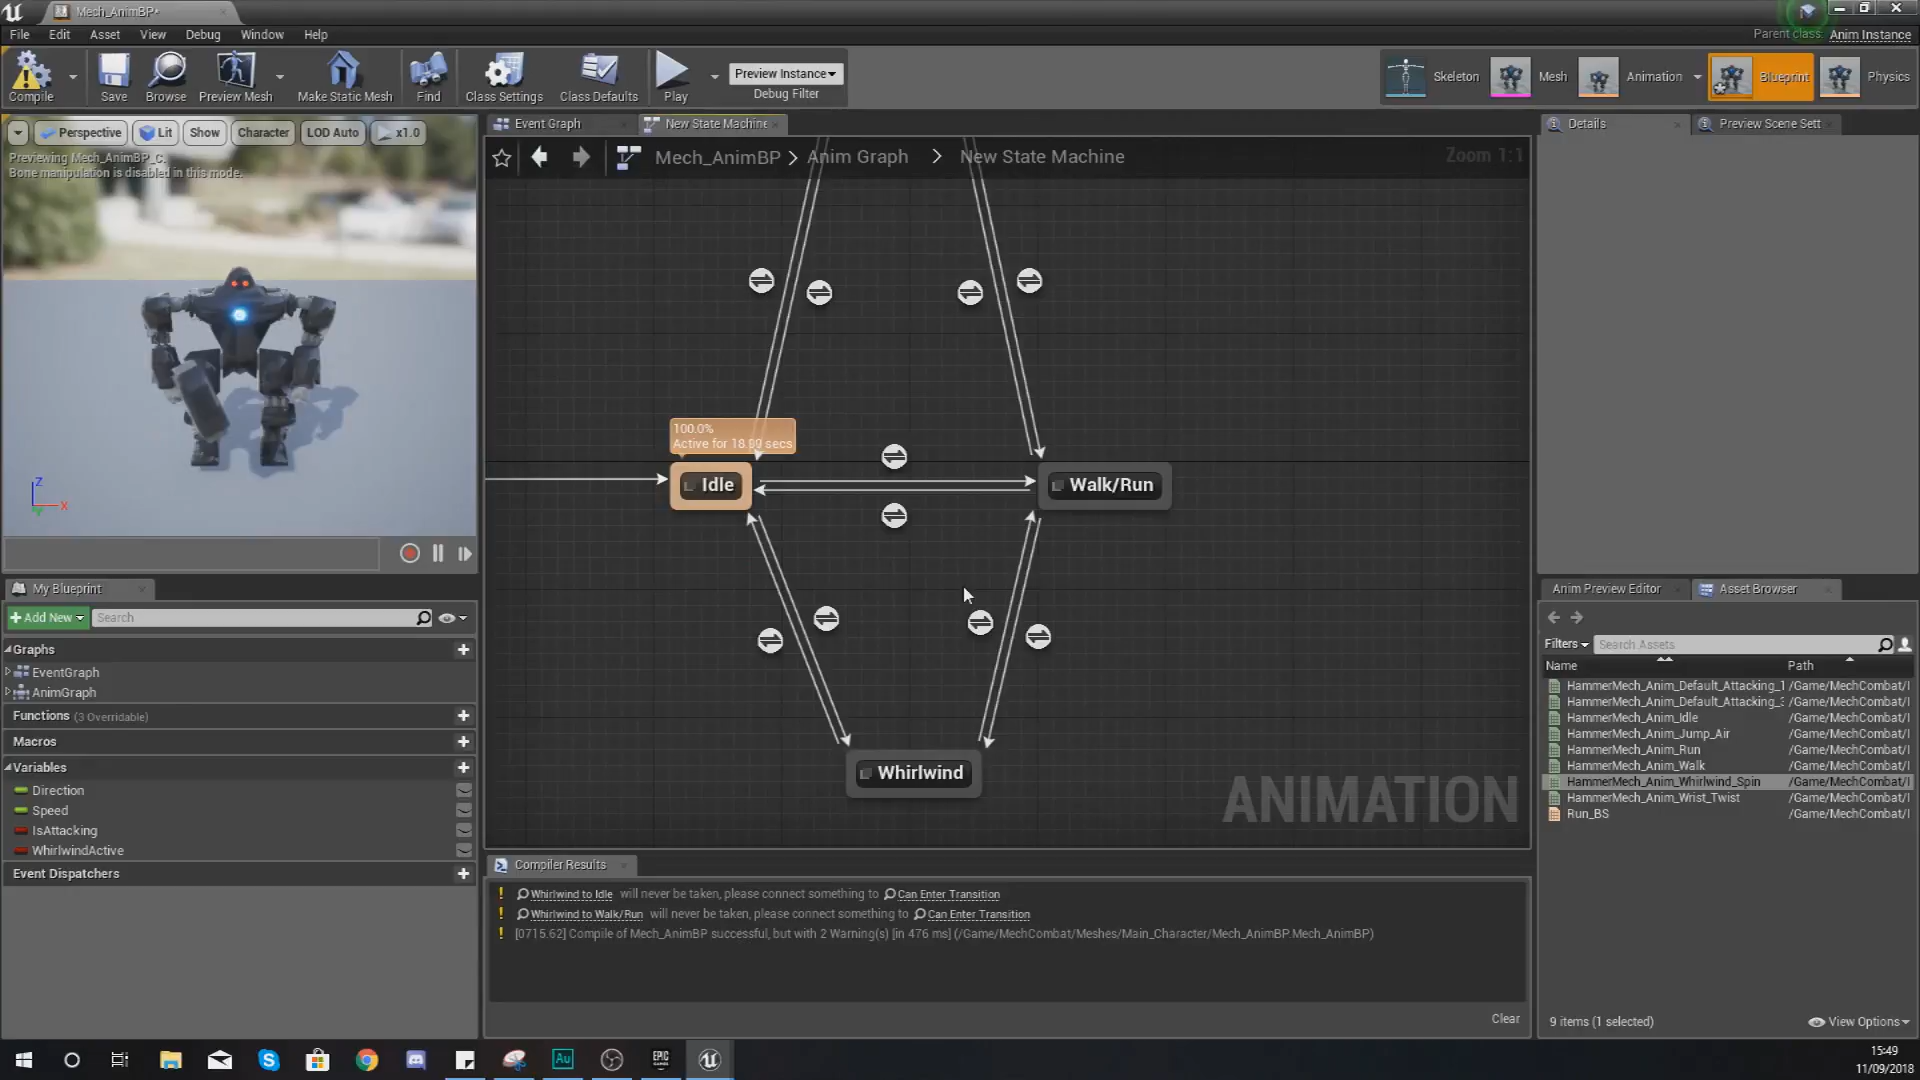 Mech_AnimBP*
File Edit Asset View Debug Window Help
Parent class: Anim Instance
Compile
Save
Browse
Preview Mesh
Make Static Mesh
Find
Class Settings
Class Defaults
Play
Preview Instance
Debug Filter
Skeleton
Mesh
Animation
Blueprint
Physics
Perspective
Lit
Show
Character
LOD Auto
x1.0
Previewing Mech_AnimBP_C.
Bone manipulation is disabled in this mode.
Z
X
Event Graph
New State Machine
Mech_AnimBP > Anim Graph > New State Machine
Zoom 1:1
100.0%
Active for 18.99 secs
Idle
Walk/Run
Whirlwind
ANIMATION
Details
Preview Scene Sett
My Blueprint
+Add New
Search
Graphs
EventGraph
AnimGraph
Functions (3 Overridable)
Macros
Variables
Direction
Speed
IsAttacking
WhirlwindActive
Event Dispatchers
Compiler Results
! Whirlwind to Idle will never be taken, please connect something to Can Enter Transition
! Whirlwind to Walk/Run will never be taken, please connect something to Can Enter Transition
! [0715.62] Compile of Mech_AnimBP successful, but with 2 Warning(s) [in 476 ms] (/Game/MechCombat/Meshes/Main_Character/Mech_AnimBP.Mech_AnimBP)
Clear
Anim Preview Editor
Asset Browser
Filters
Search Assets
Name Path
HammerMech_Anim_Default_Attacking_1 /Game/MechCombat/I
HammerMech_Anim_Default_Attacking_3 /Game/MechCombat/I
HammerMech_Anim_Idle /Game/MechCombat/I
HammerMech_Anim_Jump_Air /Game/MechCombat/I
HammerMech_Anim_Run /Game/MechCombat/I
HammerMech_Anim_Walk /Game/MechCombat/I
HammerMech_Anim_Whirlwind_Spin /Game/MechCombat/I
HammerMech_Anim_Wrist_Twist /Game/MechCombat/I
Run_BS /Game/MechCombat/I
9 items (1 selected)
View Options
Au
EPIC GAMES
15:49
11/09/2018